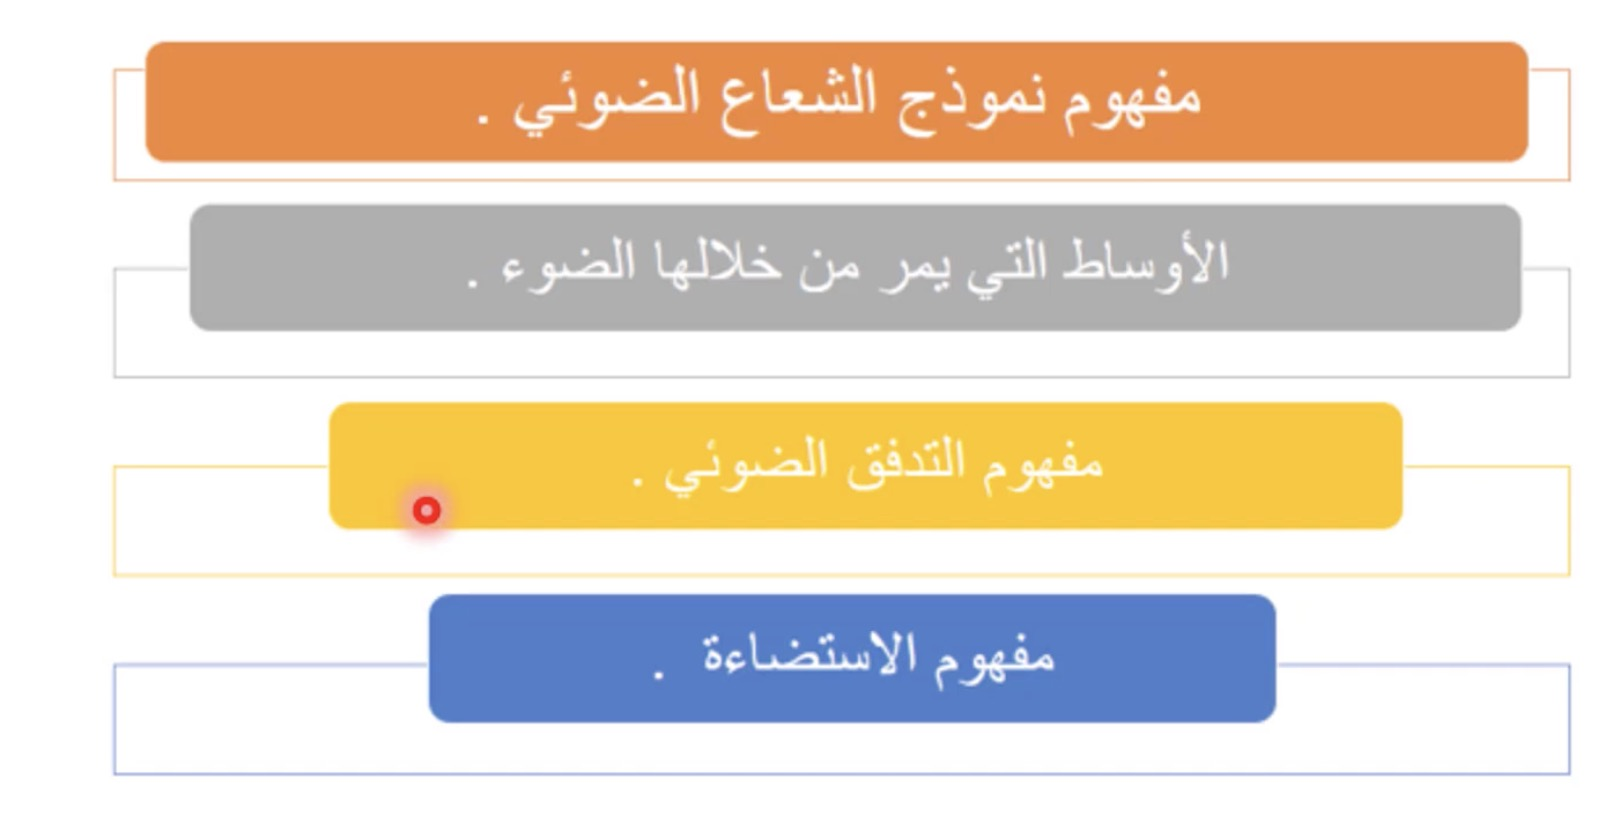 مفهوم نموذج الشعاع الضوئي .
الأوساط التي يمر من خلالها الضوء .
مفهوم التدفق الضوئي .
مفهوم الاستضاءة .